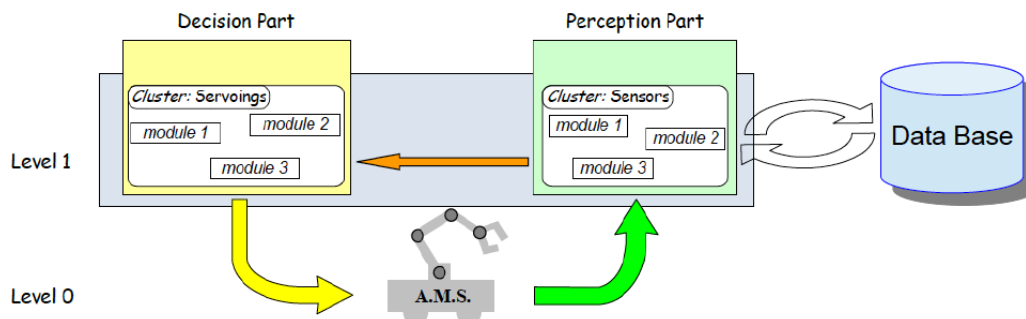 Decision Part
Perception Part
Cluster: Servoings
module 1
module 2
module 3
Cluster: Sensors
module 1
module 2
module 3
Data Base
Level 1
A.M.S.
Level 0